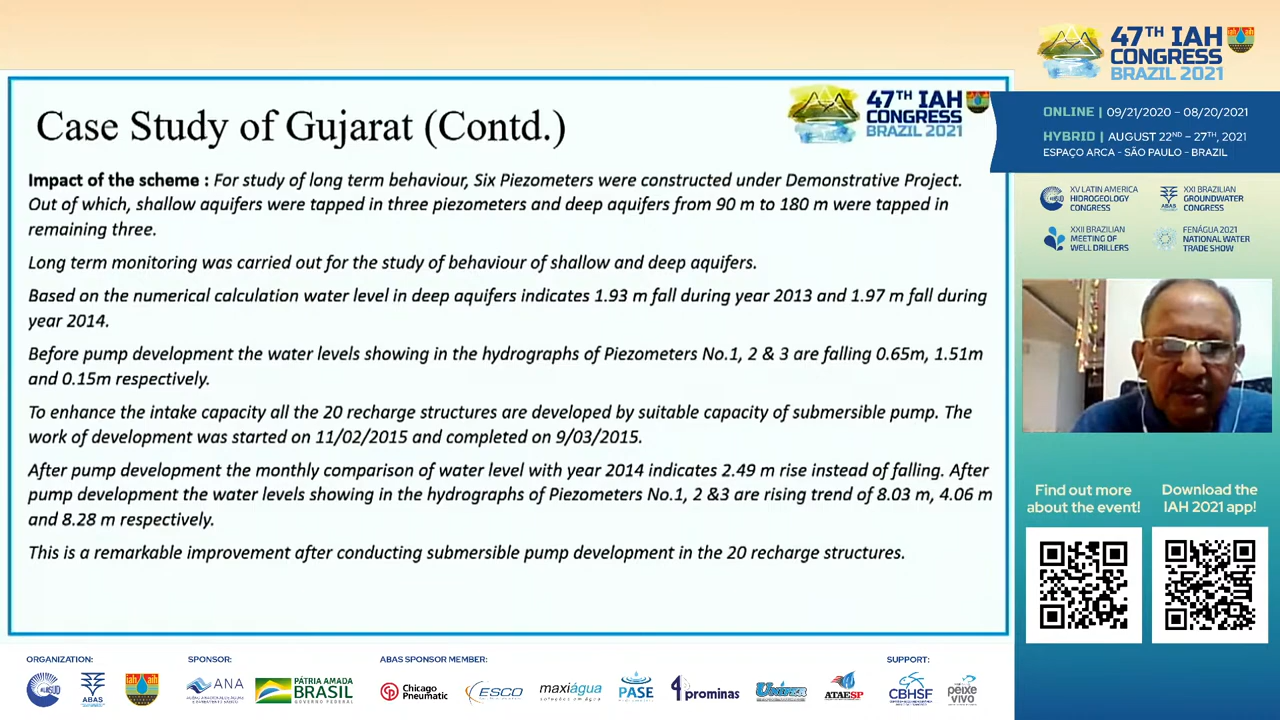 47TH IAH
CONGRESS
BRAZIL 2021
Case Study of Gujarat (Contd.)
47TH IAH
CONGRESS
BRAZIL 2021
ONLINE | 09/21/2020 – 08/20/2021
HYBRID | AUGUST 22ND – 27TH, 2021
ESPAÇO ARCA - SÃO PAULO - BRAZIL
Impact of the scheme : For study of long term behaviour, Six Piezometers were constructed under Demonstrative Project.
Out of which, shallow aquifers were tapped in three piezometers and deep aquifers from 90 m to 180 m were tapped in
remaining three.
Long term monitoring was carried out for the study of behaviour of shallow and deep aquifers.
Based on the numerical calculation water level in deep aquifers indicates 1.93 m fall during year 2013 and 1.97 m fall during
year 2014.
Before pump development the water levels showing in the hydrographs of Piezometers No.1, 2 & 3 are falling 0.65m, 1.51m
and 0.15m respectively.
To enhance the intake capacity all the 20 recharge structures are developed by suitable capacity of submersible pump. The
work of development was started on 11/02/2015 and completed on 9/03/2015.
After pump development the monthly comparison of water level with year 2014 indicates 2.49 m rise instead of falling. After
pump development the water levels showing in the hydrographs of Piezometers No.1, 2 &3 are rising trend of 8.03 m, 4.06 m
and 8.28 m respectively.
This is a remarkable improvement after conducting submersible pump development in the 20 recharge structures.
XV LATIN AMERICA
HIDROGEOLOGY
CONGRESS
XXI BRAZILIAN
GROUNDWATER
CONGRESS
XXII BRAZILIAN
MEETING OF
WELL DRILLERS
FENÁGUA 2021
NATIONAL WATER
TRADE SHOW
Find out more
about the event!
Download the
IAH 2021 app!
ORGANIZATION:
ALHSUD
ABAS
iah aih
SPONSOR:
ANA
PÁTRIA AMADA
BRASIL
GOVERNO FEDERAL
ABAS SPONSOR MEMBER:
Chicago
Pneumatic
ESCO
maxiágua
soluções em água
PASE
prominas
UNIPER
ATAESP
SUPPORT:
CBHSF
peixe
vivo